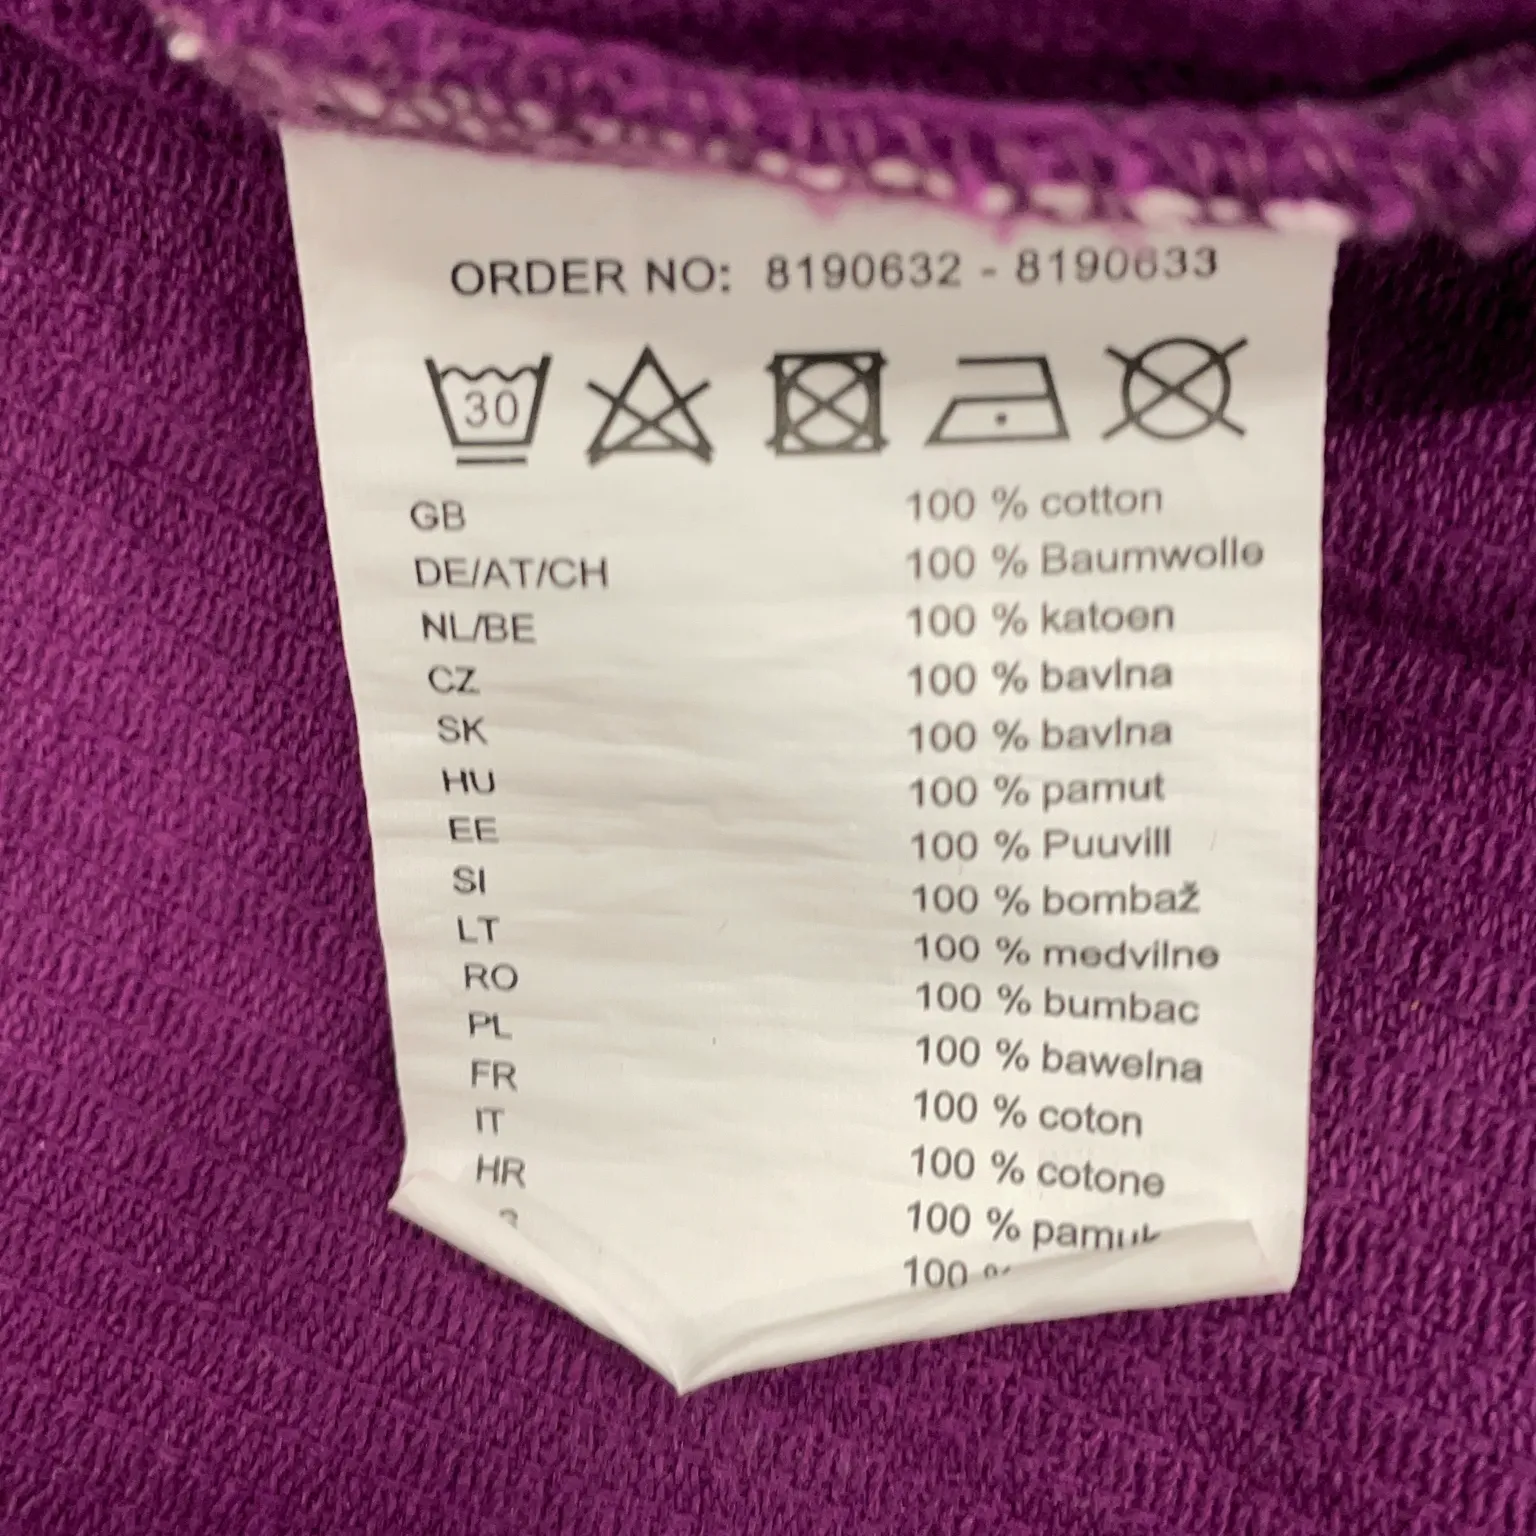 ORDER NO: 8190632 - 8190633
30
GB 100 % cotton
DE/AT/CH 100 % Baumwolle
NL/BE 100 % katoen
CZ 100 % bavlna
SK 100 % bavlna
HU 100 % pamut
EE 100 % Puuvill
SI 100 % bombaž
LT 100 % medvilne
RO 100 % bumbac
PL 100 % bawelna
FR 100 % coton
IT 100 % cotone
HR 100 % pamuk
100 %